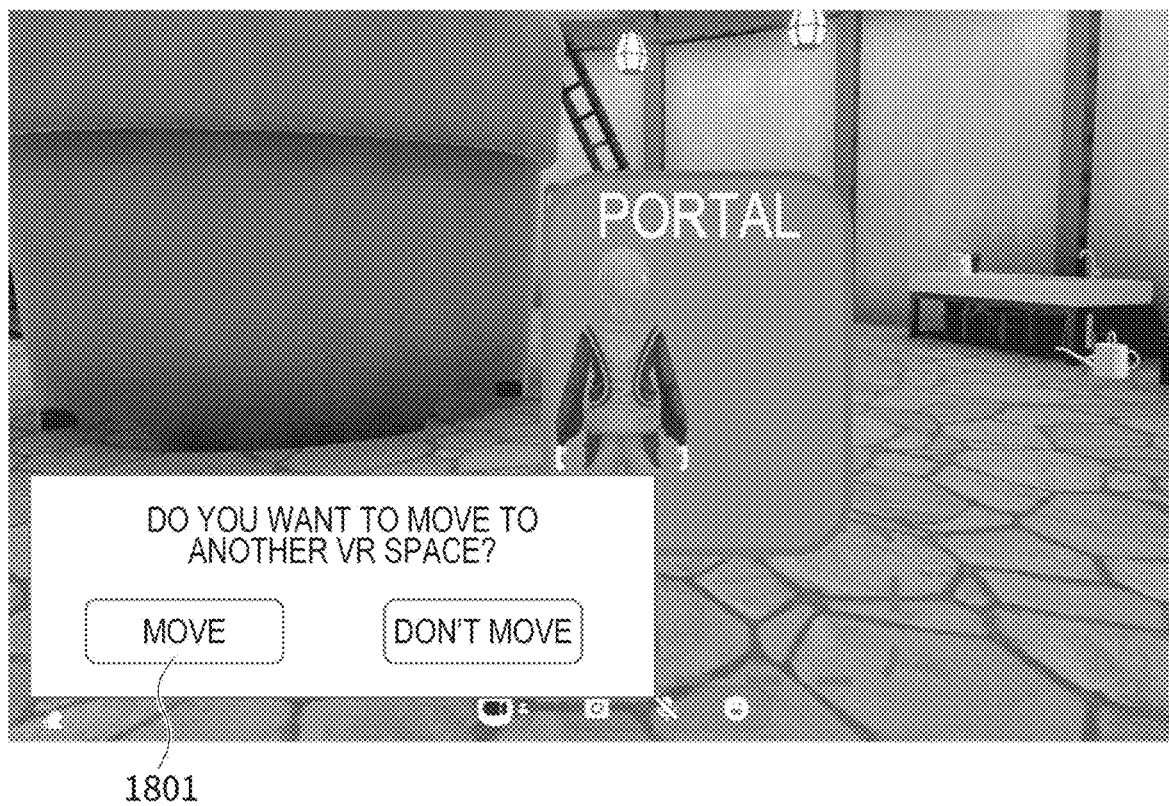 PORTAL
DO YOU WANT TO MOVE TO
ANOTHER VR SPACE?
MOVE
DON'T MOVE
1801